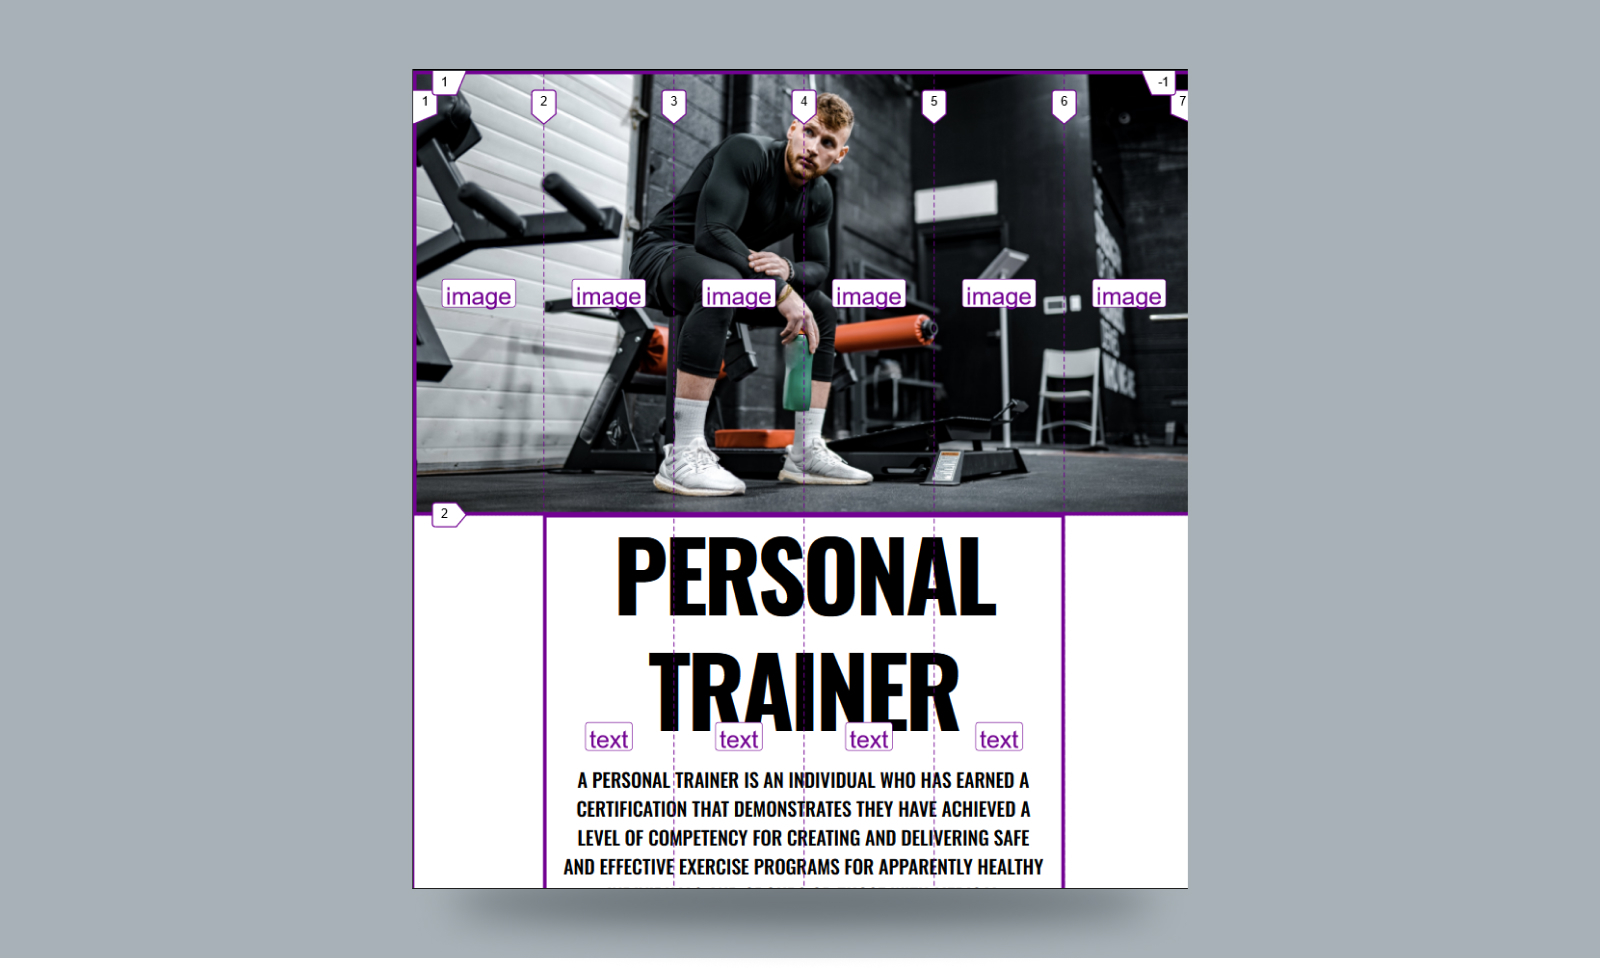 1 -1
1 2 3 4 5 6 7
image image image image image image
2
PERSONAL
TRAINER
text text text text
A PERSONAL TRAINER IS AN INDIVIDUAL WHO HAS EARNED A
CERTIFICATION THAT DEMONSTRATES THEY HAVE ACHIEVED A
LEVEL OF COMPETENCY FOR CREATING AND DELIVERING SAFE
AND EFFECTIVE EXERCISE PROGRAMS FOR APPARENTLY HEALTHY